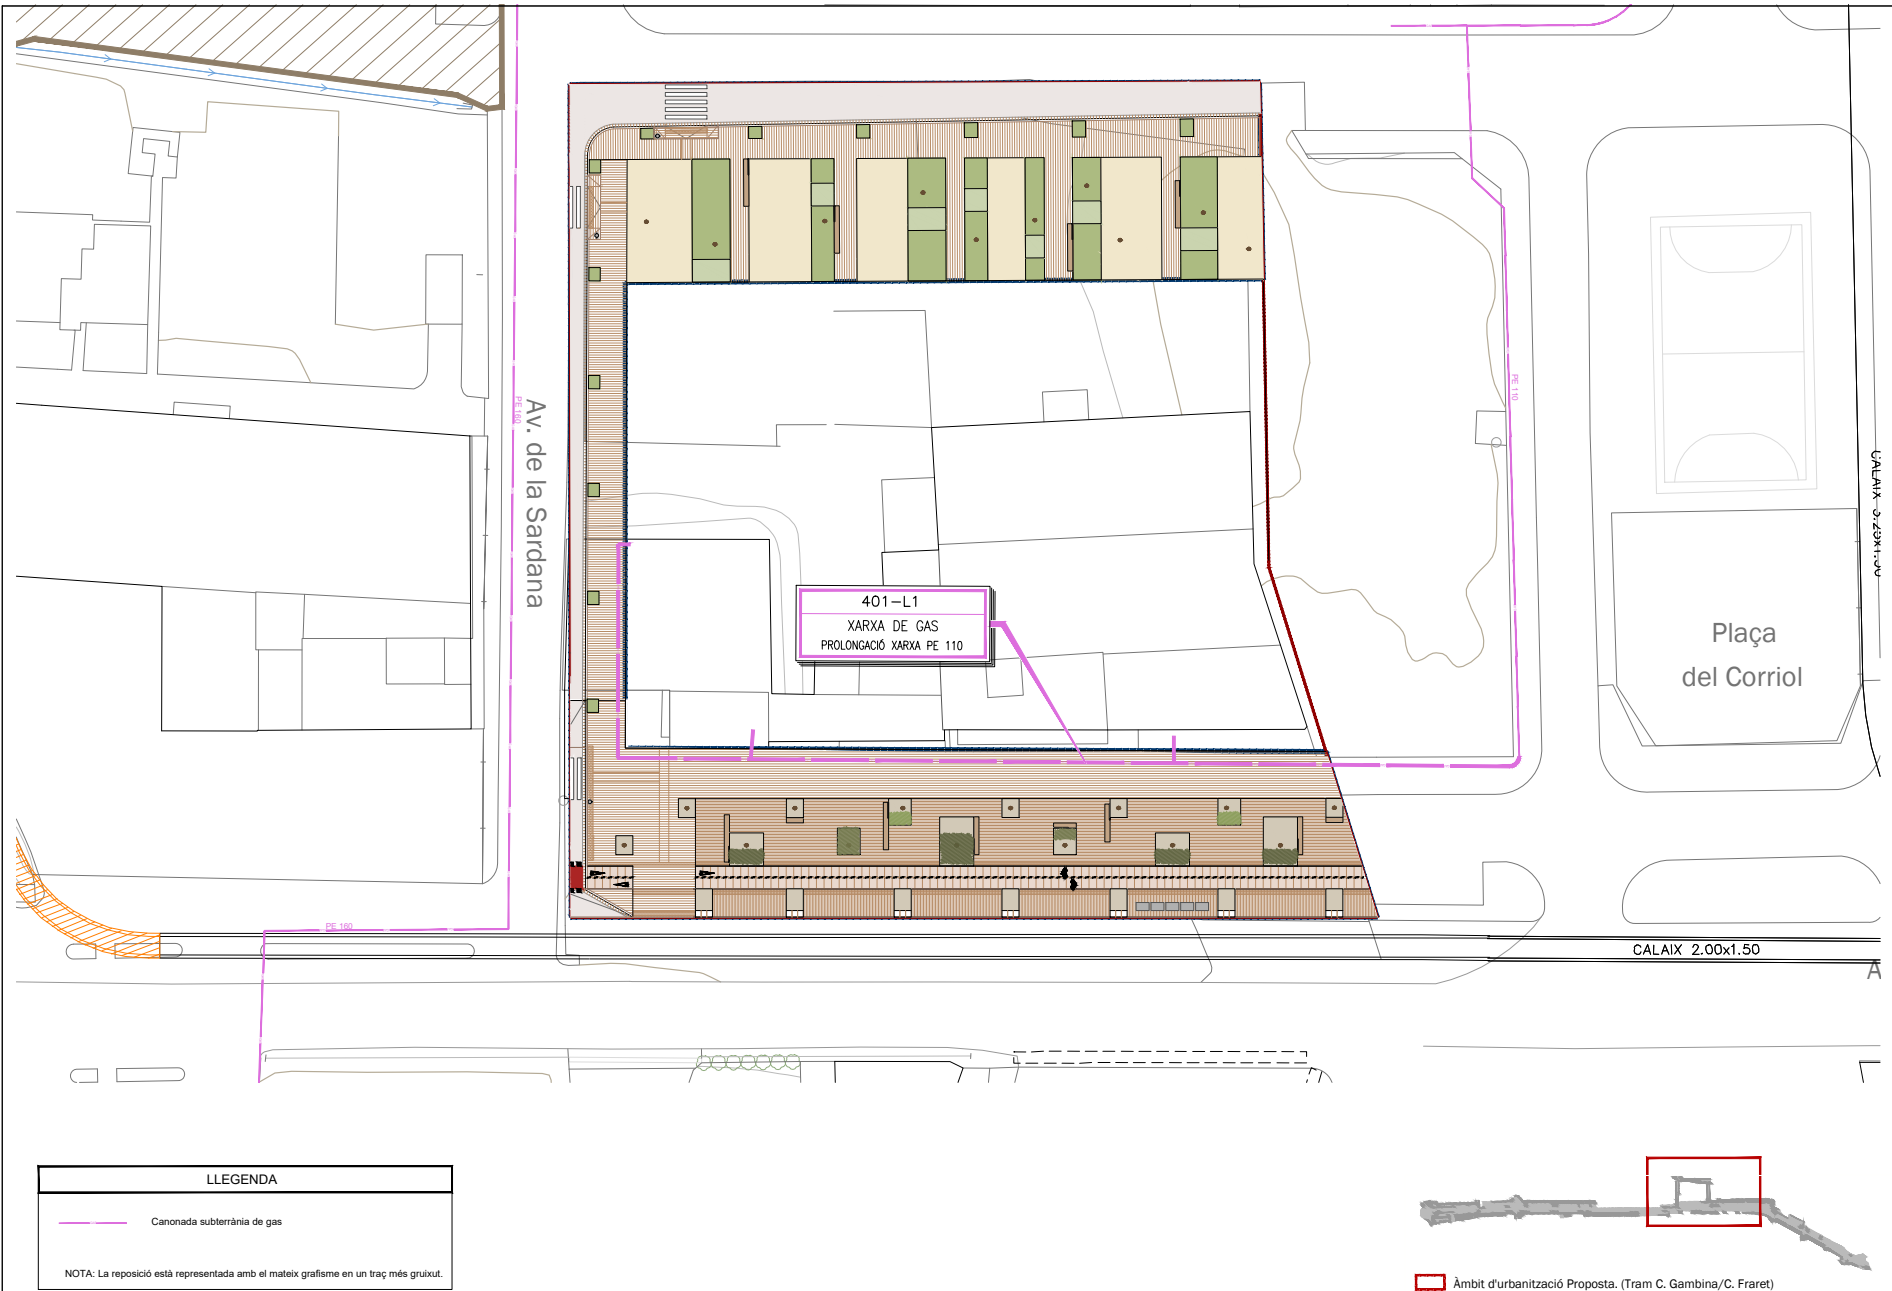 PE 160
Av. de la Sardana
PE 110
401-L1
XARXA DE GAS
PROLONGACIÓ XARXA PE 110
Plaça
del Corriol
PE 160
CALAIX 2.00x1.50
A
LLEGENDA
Canonada subterrània de gas
NOTA: La reposició està representada amb el mateix grafisme en un traç més gruixut.
Àmbit d'urbanització Proposta. (Tram C. Gambina/C. Fraret)